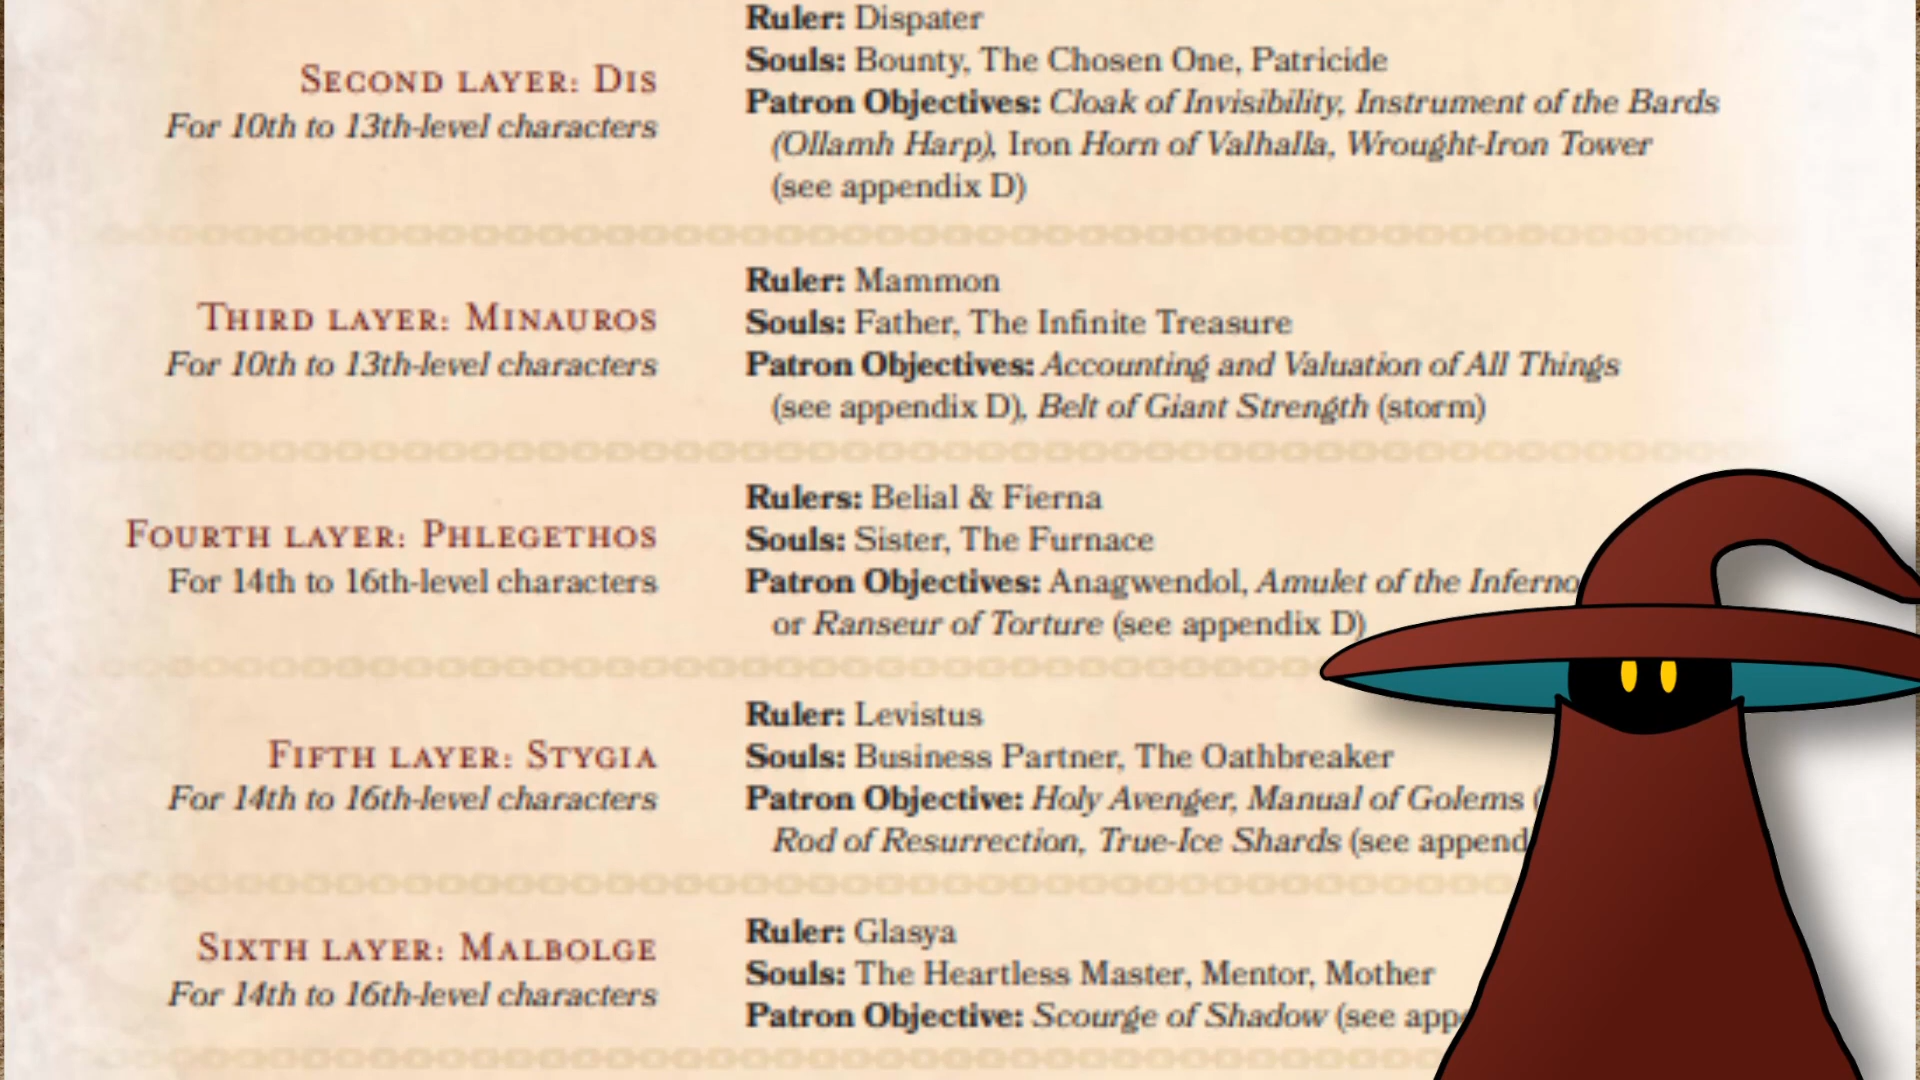 Ruler: Dispater
SECOND LAYER: DIS
Souls: Bounty, The Chosen One, Patricide
For 10th to 13th-level characters
Patron Objectives: Cloak of Invisibility, Instrument of the Bards
(Ollamh Harp), Iron Horn of Valhalla, Wrought-Iron Tower
(see appendix D)
THIRD LAYER: MINAUROS
For 10th to 13th-level characters
Ruler: Mammon
Souls: Father, The Infinite Treasure
Patron Objectives: Accounting and Valuation of All Things
(see appendix D), Belt of Giant Strength (storm)
FOURTH LAYER: PHLEGETHOS
For 14th to 16th-level characters
Rulers: Belial & Fierna
Souls: Sister, The Furnace
Patron Objectives: Anagwendol, Amulet of the Inferno
or Ranseur of Torture (see appendix D)
FIFTH LAYER: STYGIA
For 14th to 16th-level characters
Ruler: Levistus
Souls: Business Partner, The Oathbreaker
Patron Objective: Holy Avenger, Manual of Golems (
Rod of Resurrection, True-Ice Shards (see append
SIXTH LAYER: MALBOLGE
For 14th to 16th-level characters
Ruler: Glasya
Souls: The Heartless Master, Mentor, Mother
Patron Objective: Scourge of Shadow (see app